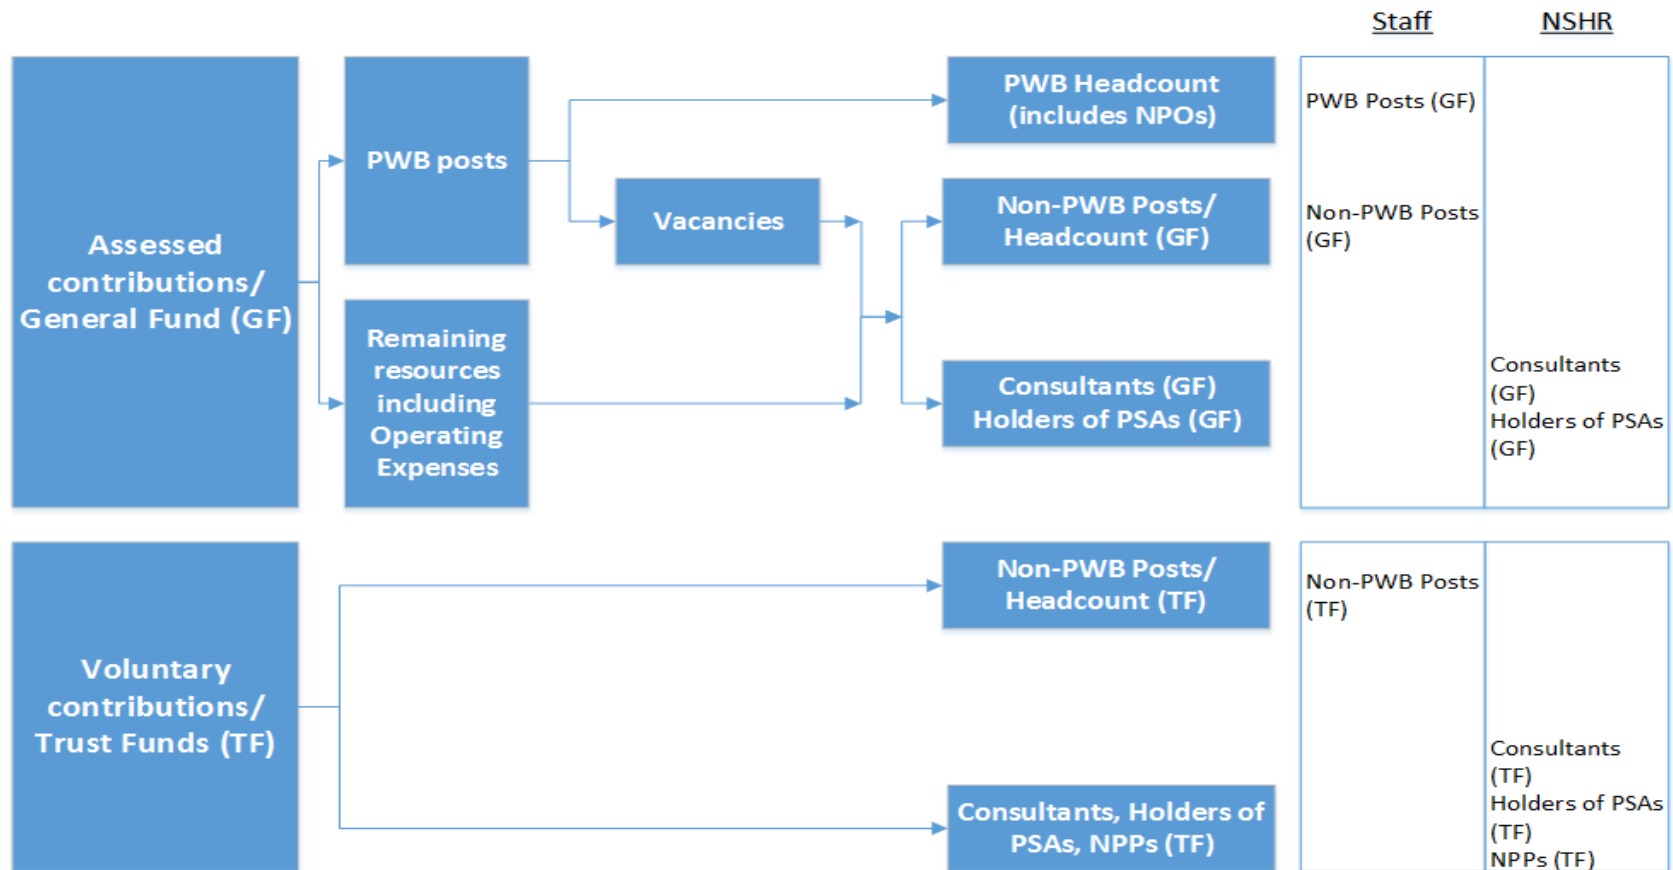 Staff
NSHR
Assessed
contributions/
General Fund (GF)
PWB posts
Remaining
resources
including
Operating
Expenses
Vacancies
PWB Headcount
(includes NPOs)
Non-PWB Posts/
Headcount (GF)
Consultants (GF)
Holders of PSAs (GF)
PWB Posts (GF)
Non-PWB Posts
(GF)
Consultants
(GF)
Holders of PSAs
(GF)
Voluntary
contributions/
Trust Funds (TF)
Non-PWB Posts/
Headcount (TF)
Consultants, Holders of
PSAs, NPPs (TF)
Non-PWB Posts
(TF)
Consultants
(TF)
Holders of PSAs
(TF)
NPPs (TF)